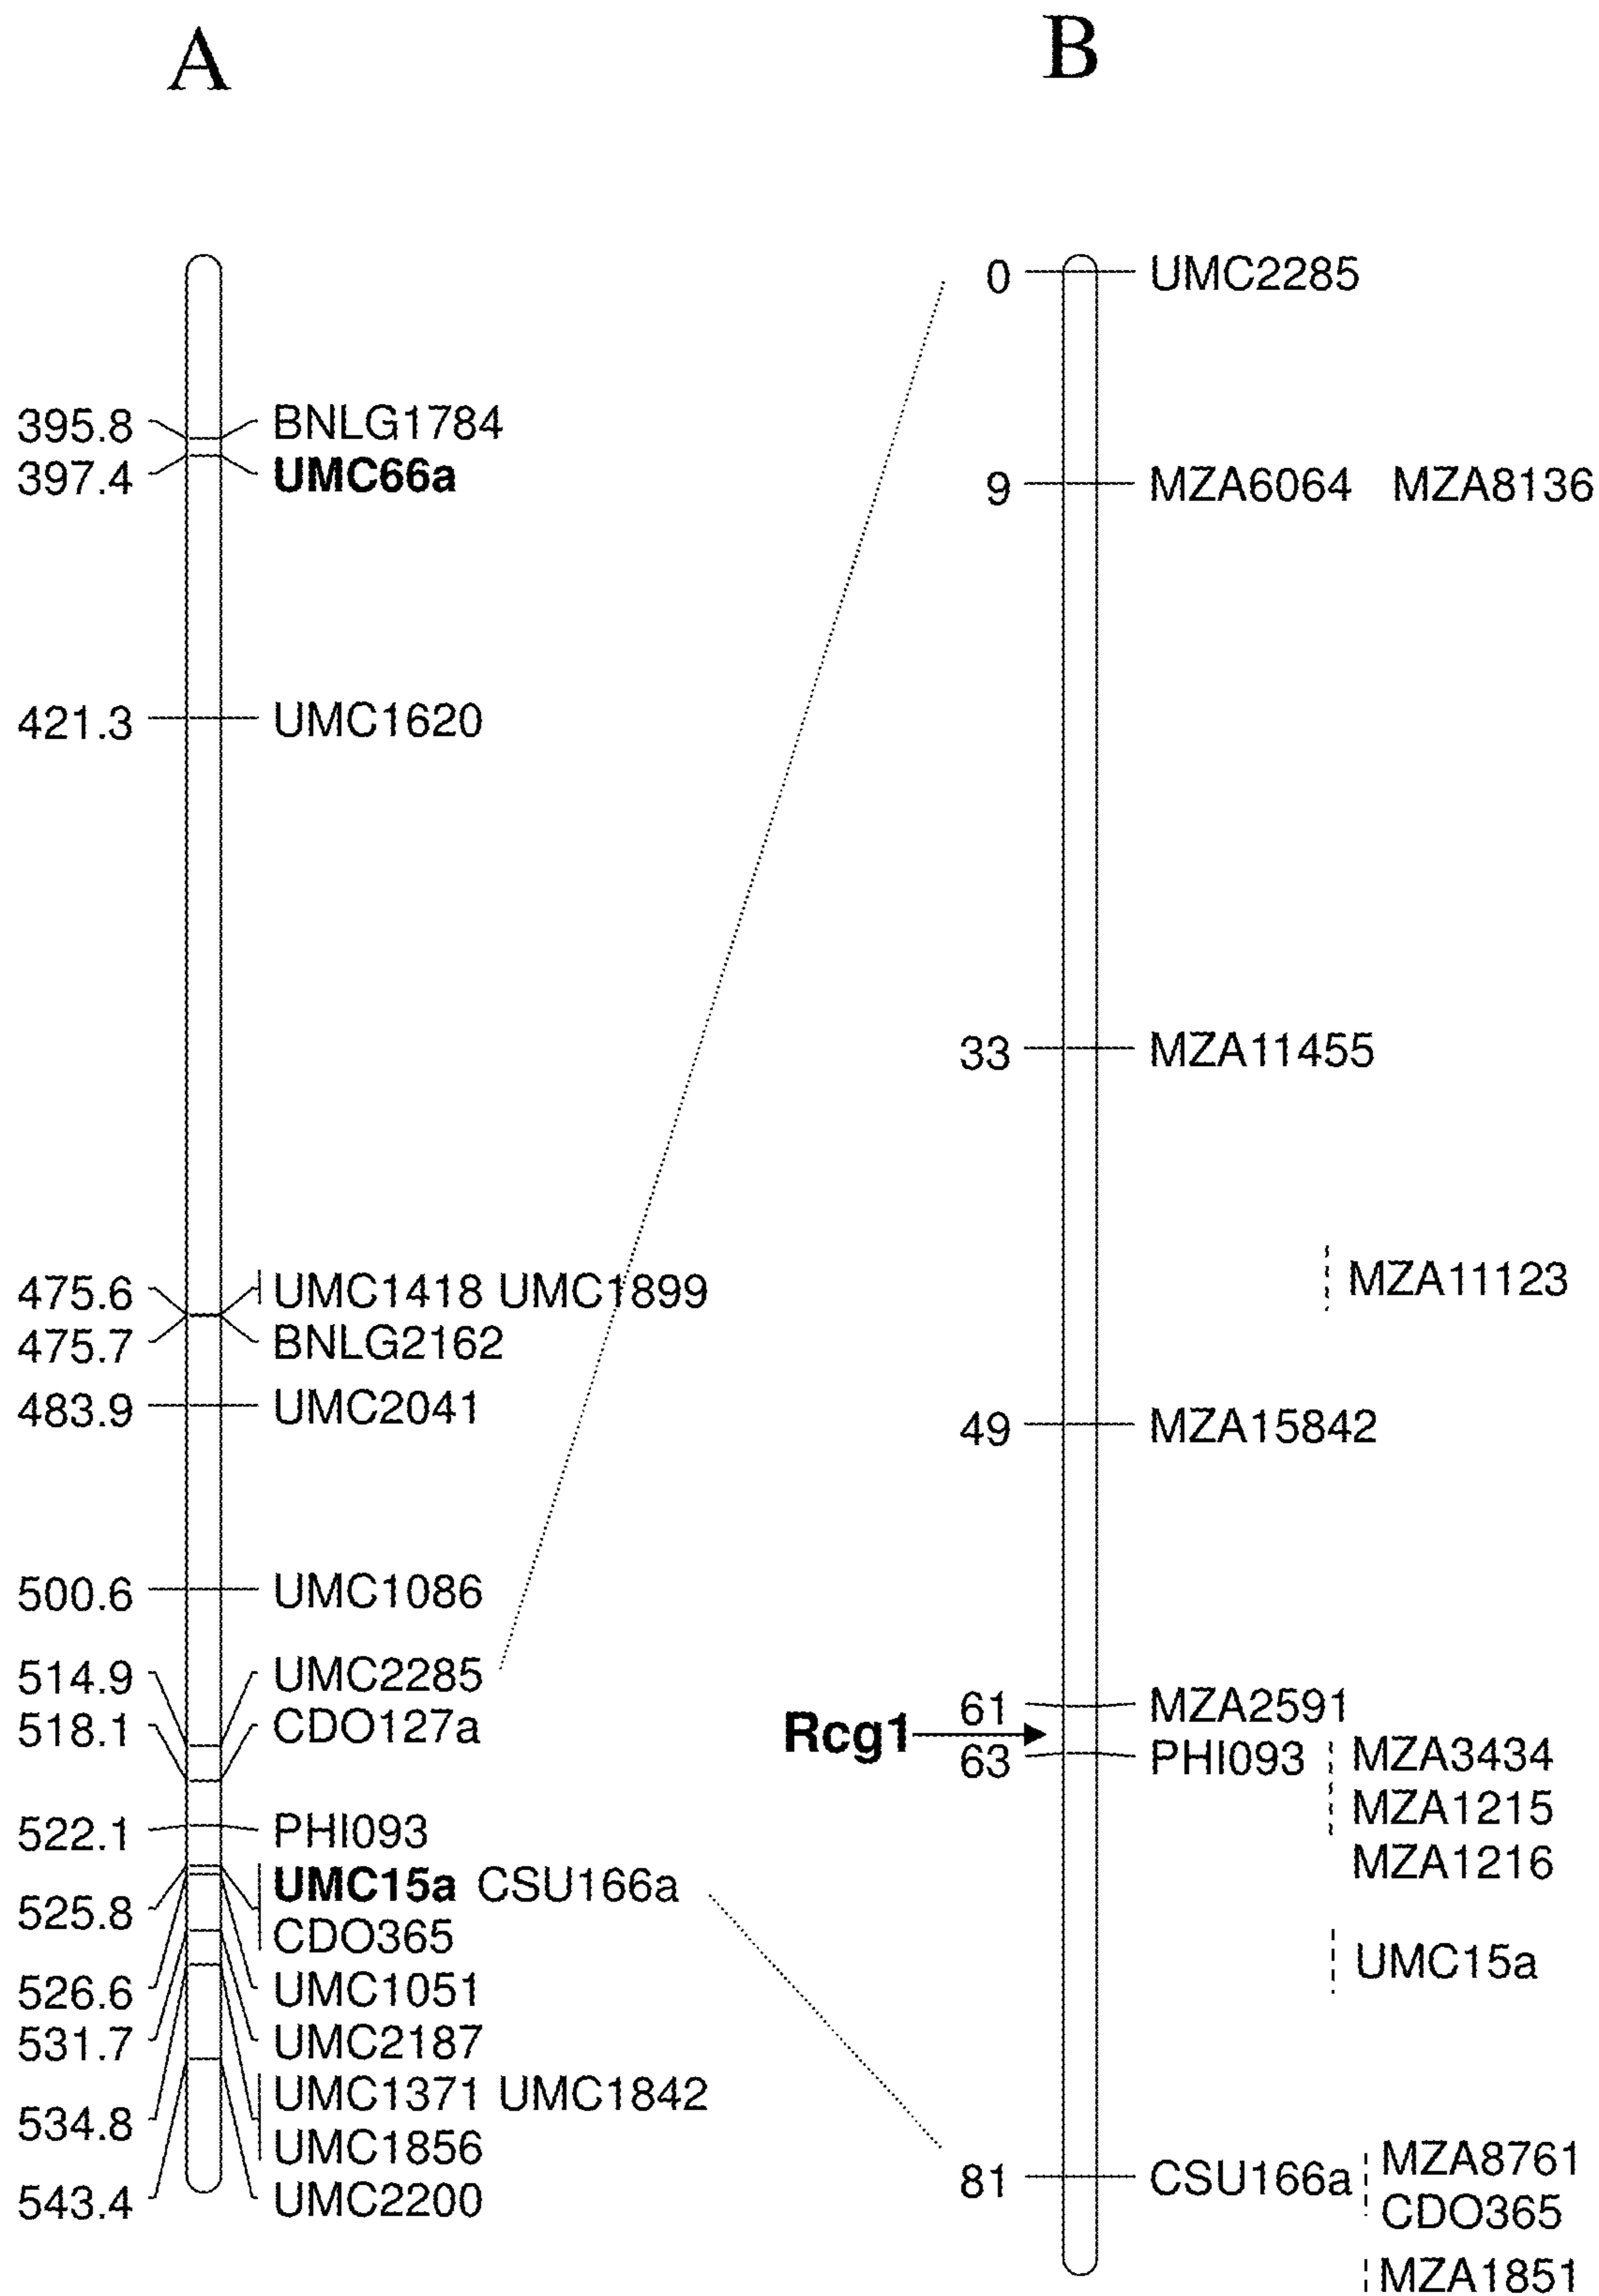 A
395.8 BNLG1784
397.4 UMC66a
421.3 UMC1620
475.6 UMC1418 UMC1899
475.7 BNLG2162
483.9 UMC2041
500.6 UMC1086
514.9 UMC2285
518.1 CDO127a
522.1 PHI093
UMC15a CSU166a
525.8 CDO365
526.6 UMC1051
531.7 UMC2187
UMC1371 UMC1842
534.8 UMC1856
543.4 UMC2200
B
0 UMC2285
9 MZA6064 MZA8136
33 MZA11455
MZA11123
49 MZA15842
61 MZA2591
Rcg1
63 PHI093 MZA3434
MZA1215
MZA1216
UMC15a
81 CSU166a MZA8761
CDO365
MZA1851